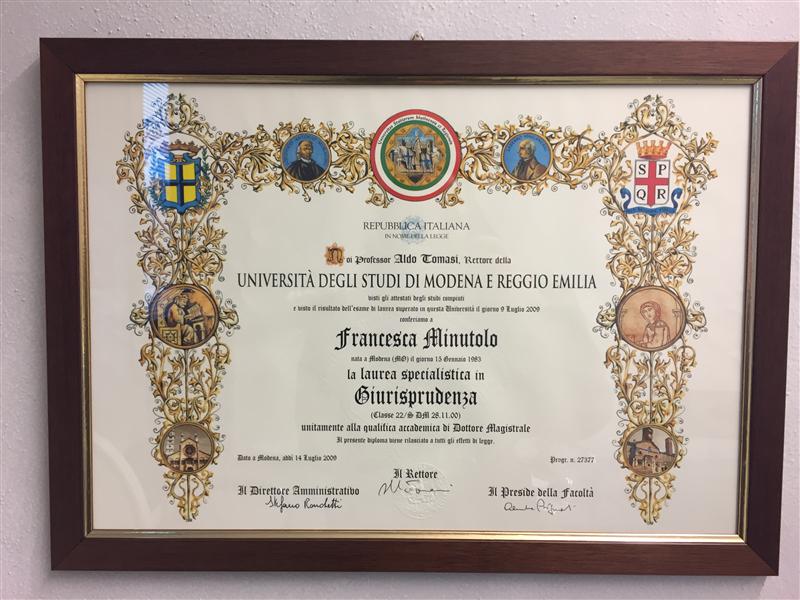 S P
Q R
REPUBBLICA ITALIANA
IN NOME DELLA LEGGE
Noi Professor Aldo Tomasi, Rettore della
UNIVERSITÀ DEGLI STUDI DI MODENA E REGGIO EMILIA
visti gli attestati degli studi compiuti
e visto il risultato dell'esame di laurea superato in questa Università il giorno 9 Luglio 2009
conferiamo a
Francesca Minutolo
nata a Modena (MO) il giorno 15 Gennaio 1983
la laurea specialistica in
Giurisprudenza
(Classe 22/S DM 28.11.00)
unitamente alla qualifica accademica di Dottore Magistrale
Il presente diploma viene rilasciato a tutti gli effetti di legge.
Dato a Modena, addì 14 Luglio 2009
Progr. n. 27377
Il Rettore
Il Direttore Amministrativo
Il Preside della Facoltà
Stefano Ronchetti